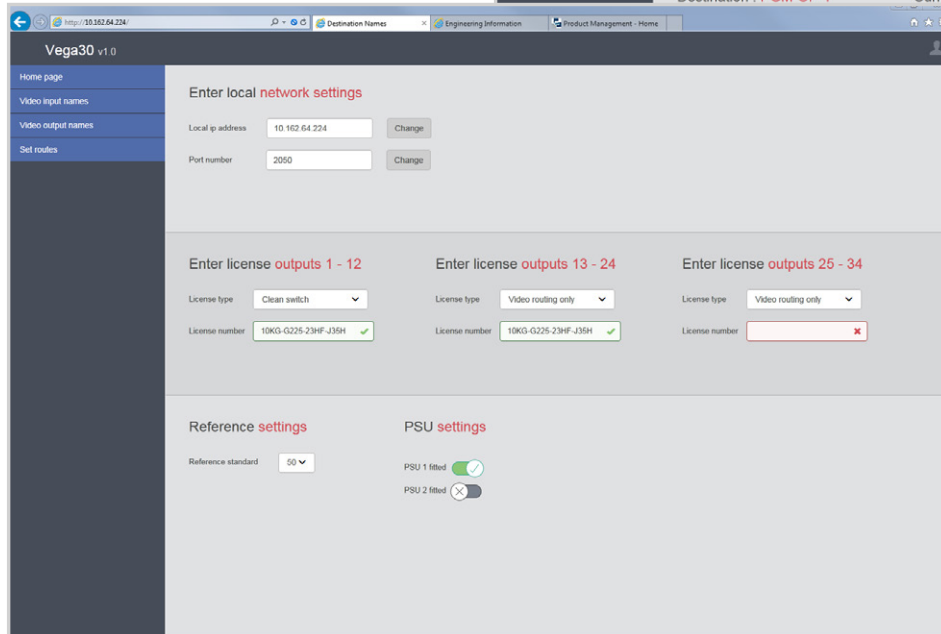 Destination :
http://10.162.64.224/
Destination Names
Engineering Information
Product Management - Home
Vega30 v1.0
Home page
Video input names
Video output names
Set routes
Enter local network settings
Local ip address 10.162.64.224 Change
Port number 2050 Change
Enter license outputs 1 - 12
License type Clean switch
License number 10KG-G225-23HF-J35H
Enter license outputs 13 - 24
License type Video routing only
License number 10KG-G225-23HF-J35H
Enter license outputs 25 - 34
License type Video routing only
License number
Reference settings
Reference standard 50
PSU settings
PSU 1 fitted
PSU 2 fitted